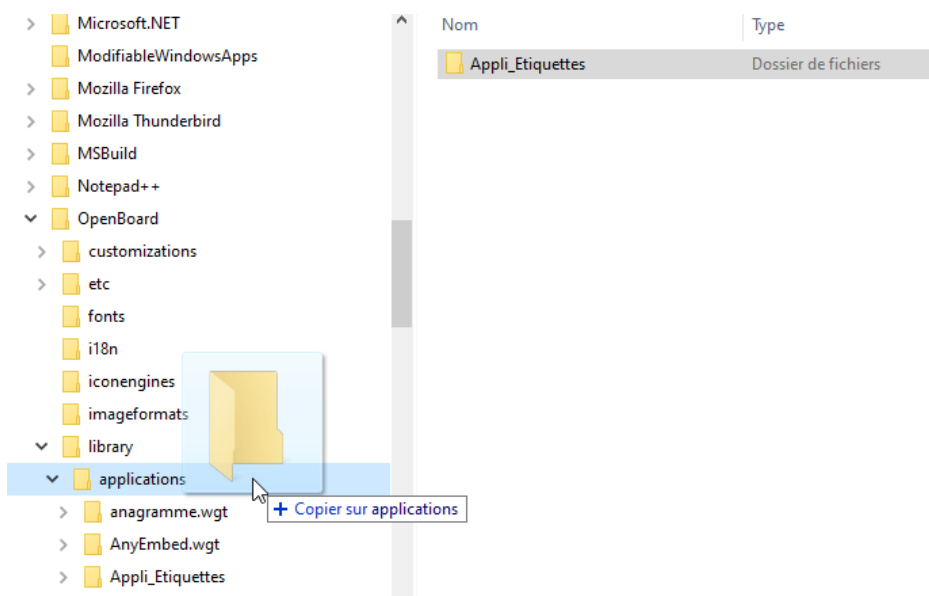 Microsoft.NET
ModifiableWindowsApps
Mozilla Firefox
Mozilla Thunderbird
MSBuild
Notepad++
OpenBoard
customizations
etc
fonts
i18n
iconengines
imageformats
library
applications
anagramme.wgt
AnyEmbed.wgt
Appli_Etiquettes
Nom Type
Appli_Etiquettes Dossier de fichiers
+ Copier sur applications